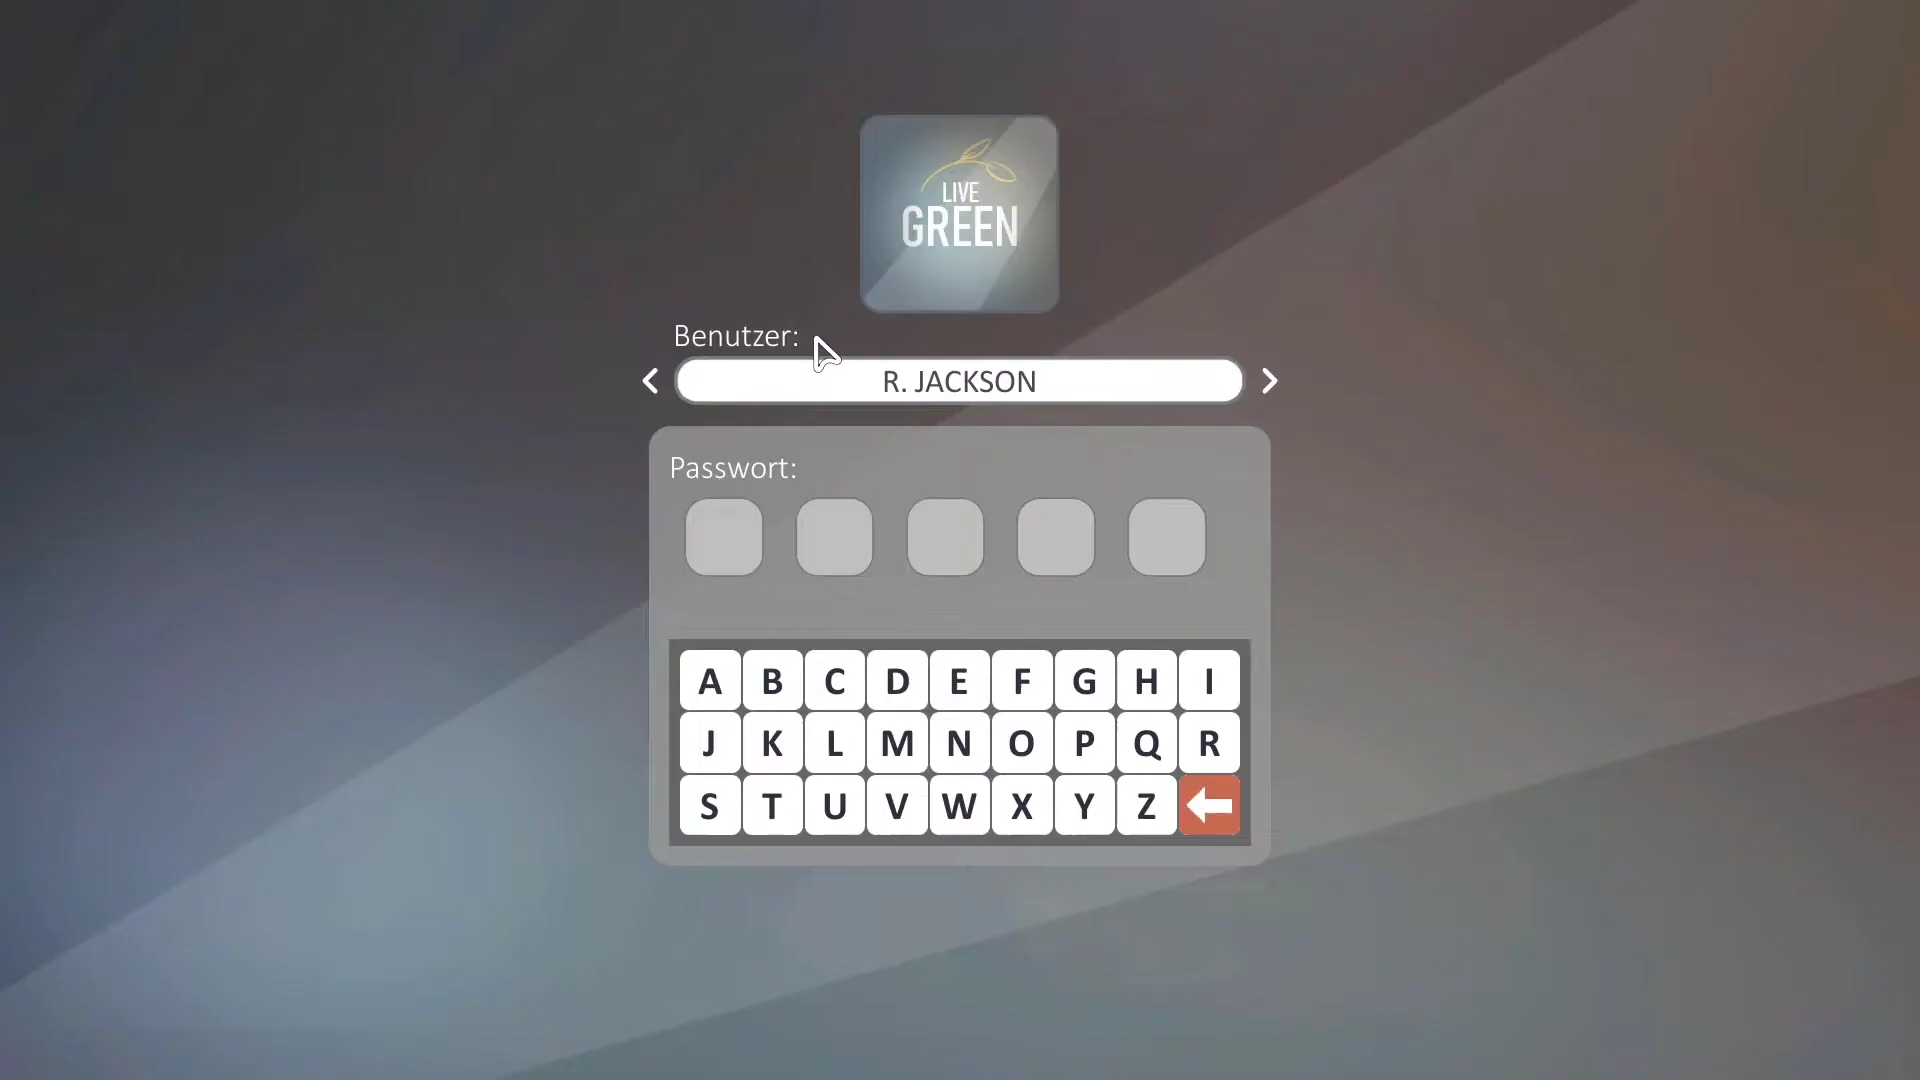 LIVE
GREEN
Benutzer:
R. JACKSON
Passwort:
A B C D E F G H I
J K L M N O P Q R
S T U V W X Y Z